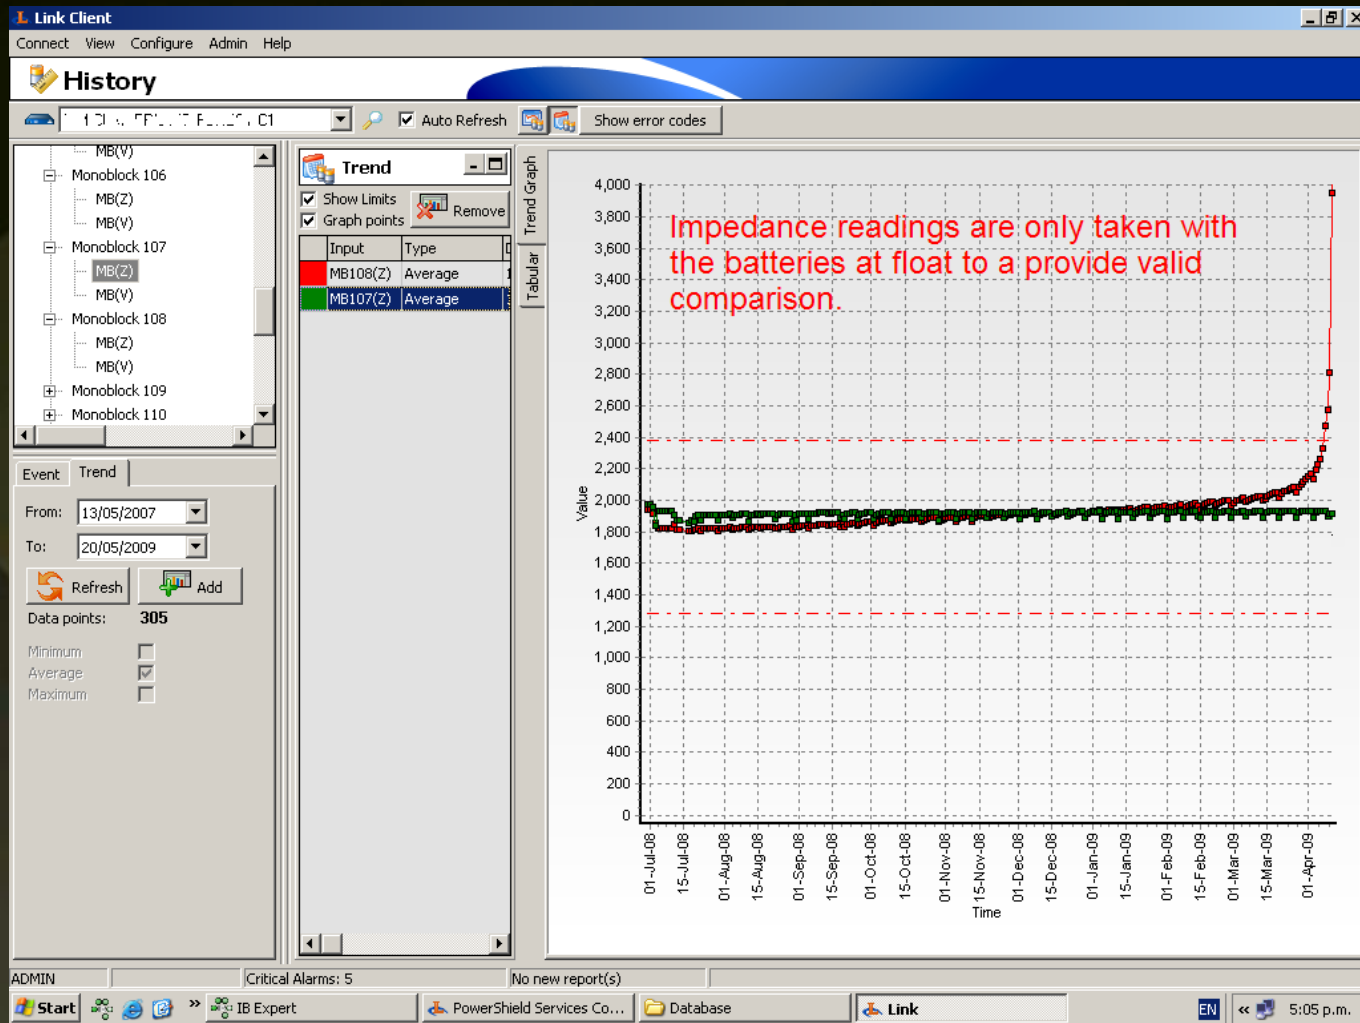 Link Client
Connect View Configure Admin Help
History
C1
Auto Refresh
Show error codes
MB(V)
Monoblock 106
MB(Z)
MB(V)
Monoblock 107
MB(Z)
MB(V)
Monoblock 108
MB(Z)
MB(V)
Monoblock 109
Monoblock 110
Event Trend
From: 13/05/2007
To: 20/05/2009
Refresh Add
Data points: 305
Minimum
Average
Maximum
Trend
Show Limits
Graph points
Remove
Input Type
MB108(Z) Average 1
MB107(Z) Average
Trend Graph
Tabular
Impedance readings are only taken with
the batteries at float to a provide valid
comparison.
Value
4,000
3,800
3,600
3,400
3,200
3,000
2,800
2,600
2,400
2,200
2,000
1,800
1,600
1,400
1,200
1,000
800
600
400
200
0
01-Jul-08
15-Jul-08
01-Aug-08
15-Aug-08
01-Sep-08
15-Sep-08
01-Oct-08
15-Oct-08
01-Nov-08
15-Nov-08
01-Dec-08
15-Dec-08
01-Jan-09
15-Jan-09
01-Feb-09
15-Feb-09
01-Mar-09
15-Mar-09
01-Apr-09
Time
ADMIN
Critical Alarms: 5
No new report(s)
Start
IB Expert
PowerShield Services Co...
Database
Link
EN
5:05 p.m.